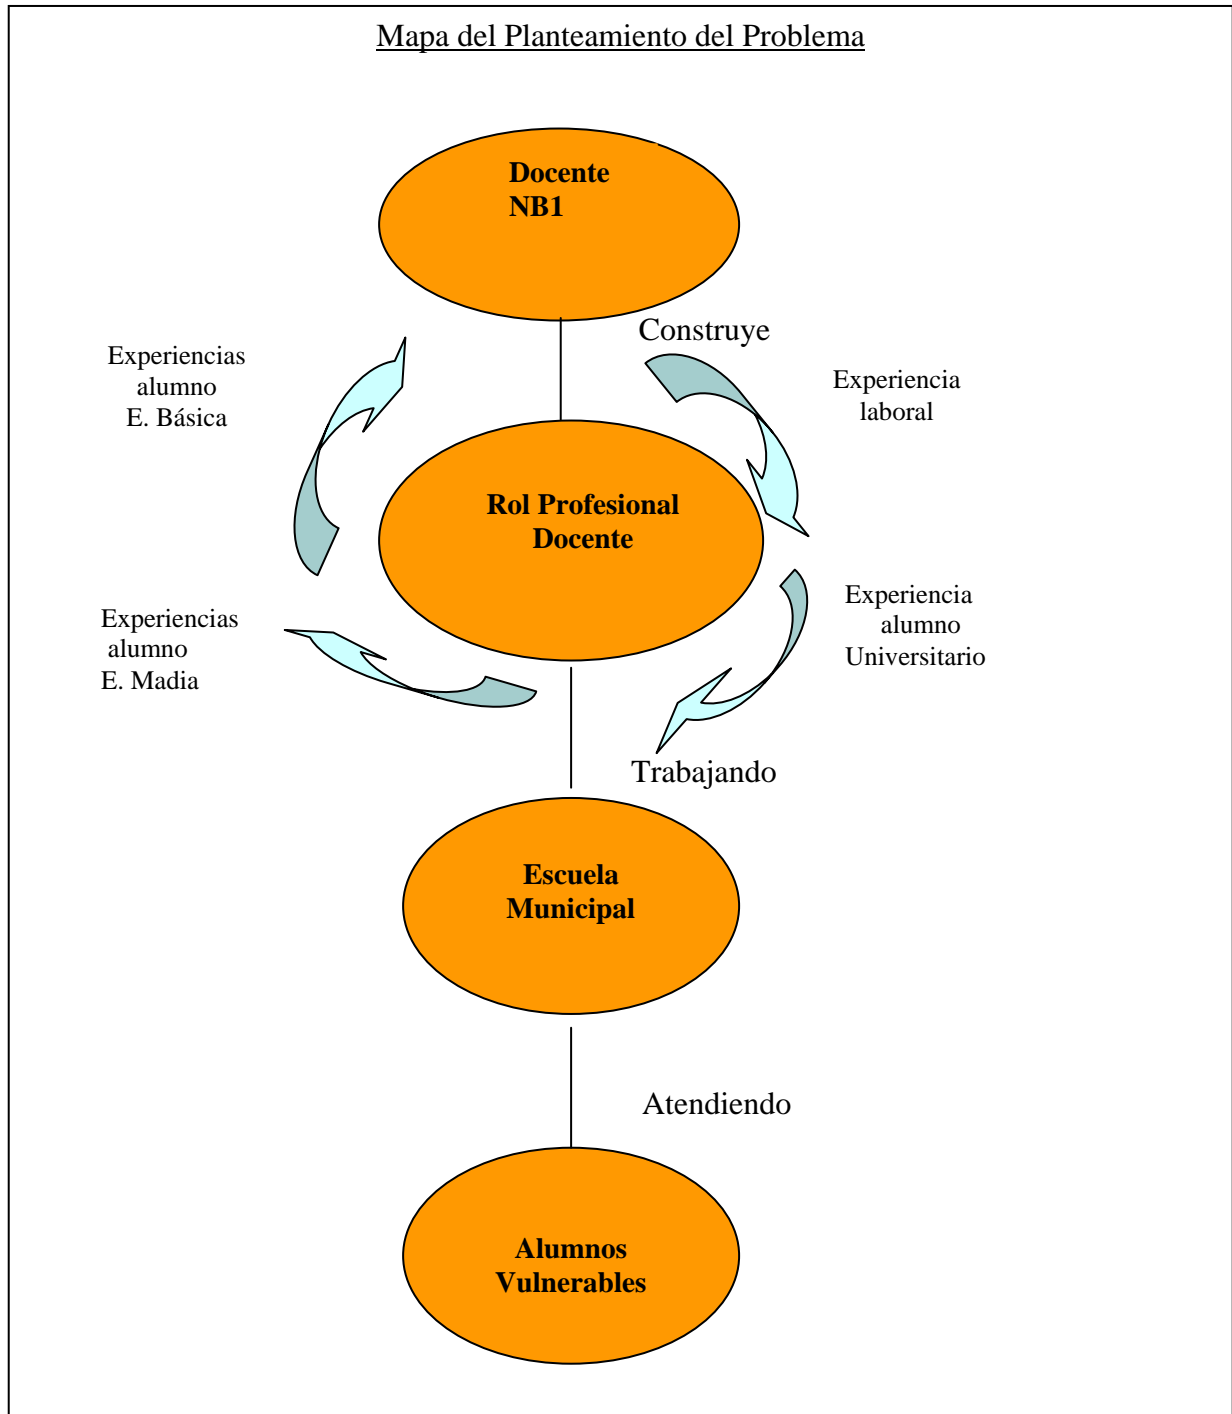 Mapa del Planteamiento del Problema
Docente
NB1
Construye
Experiencias
alumno
E. Básica
Experiencia
laboral
Rol Profesional
Docente
Experiencias
alumno
E. Madia
Experiencia
alumno
Universitario
Trabajando
Escuela
Municipal
Atendiendo
Alumnos
Vulnerables